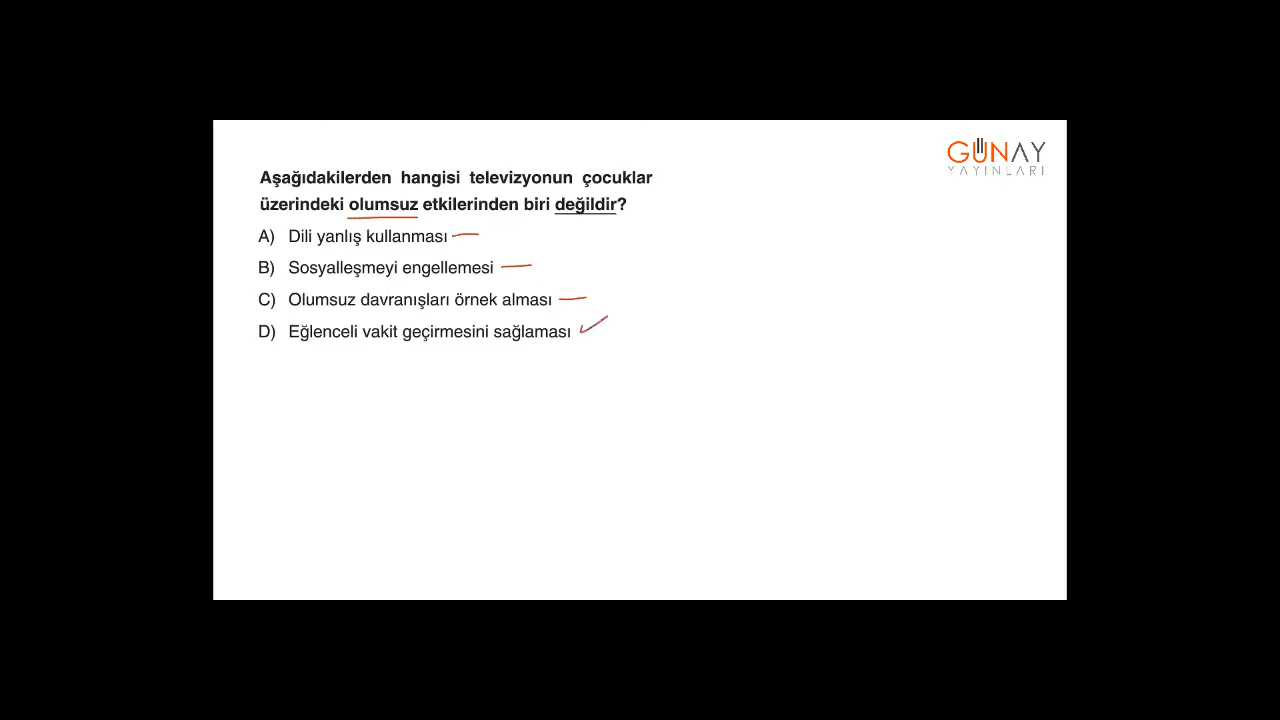 GÜNAY
YAYINLARI
Aşağıdakilerden hangisi televizyonun çocuklar
üzerindeki olumsuz etkilerinden biri değildir?
A) Dili yanlış kullanması
B) Sosyalleşmeyi engellemesi
C) Olumsuz davranışları örnek alması
D) Eğlenceli vakit geçirmesini sağlaması